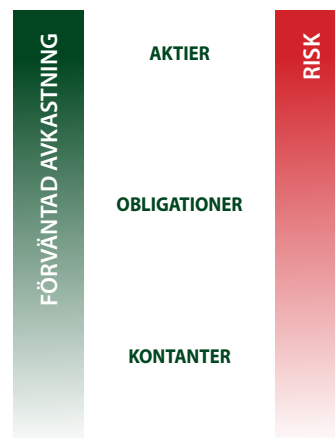 FÖRVÄNTAD AVKASTNING
AKTIER
OBLIGATIONER
KONTANTER
RISK